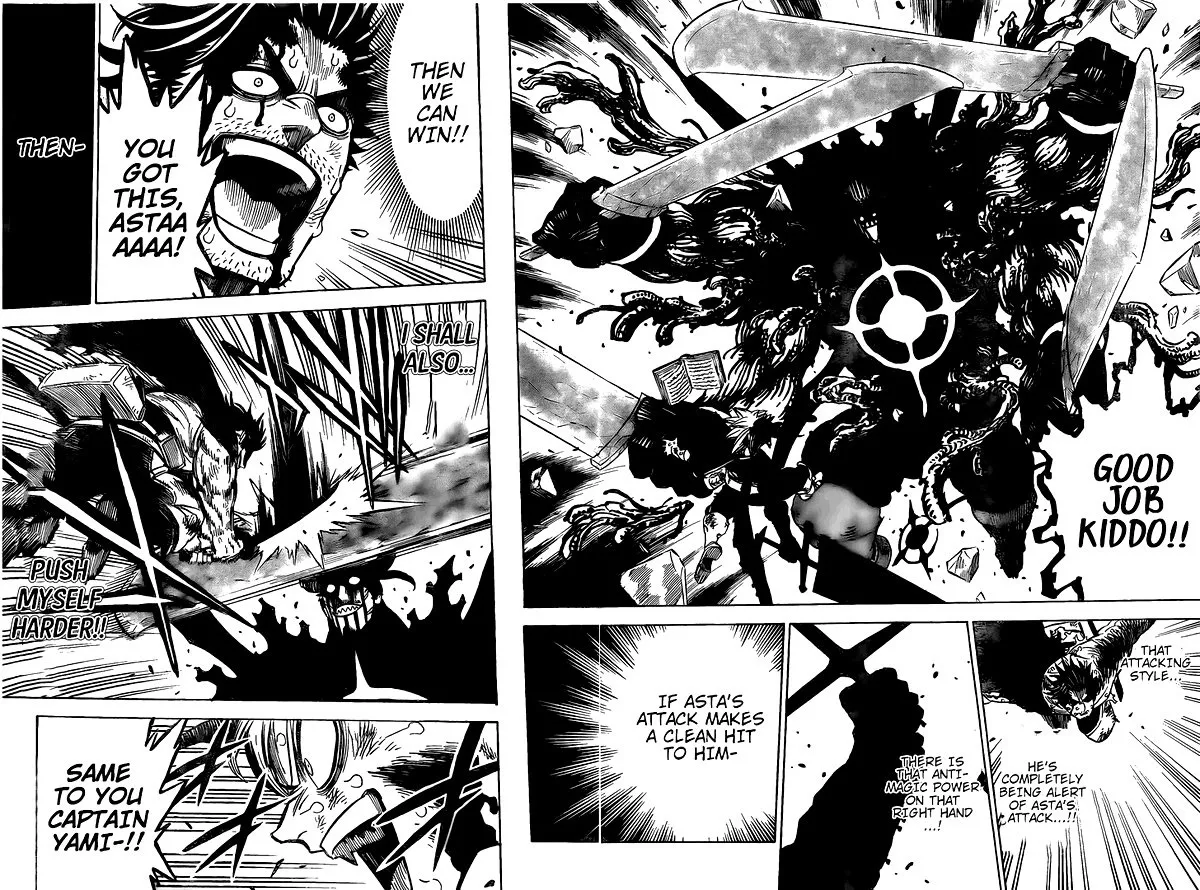 GOOD
JOB
KIDDO!!
THAT
ATTACKING
STYLE...
HE'S
COMPLETELY
BEING ALERT
OF ASTA'S
ATTACK...!!
THERE IS
THAT ANTI-
MAGIC POWER
ON THAT
RIGHT HAND
...!
IF ASTA'S
ATTACK MAKES
A CLEAN HIT
TO HIM-
THEN
WE
CAN
WIN!!
YOU
GOT
THIS,
ASTAA
AAAA!
THEN-
I SHALL
ALSO...
PUSH
MYSELF
HARDER!!
SAME
TO YOU
CAPTAIN
YAMI-!!